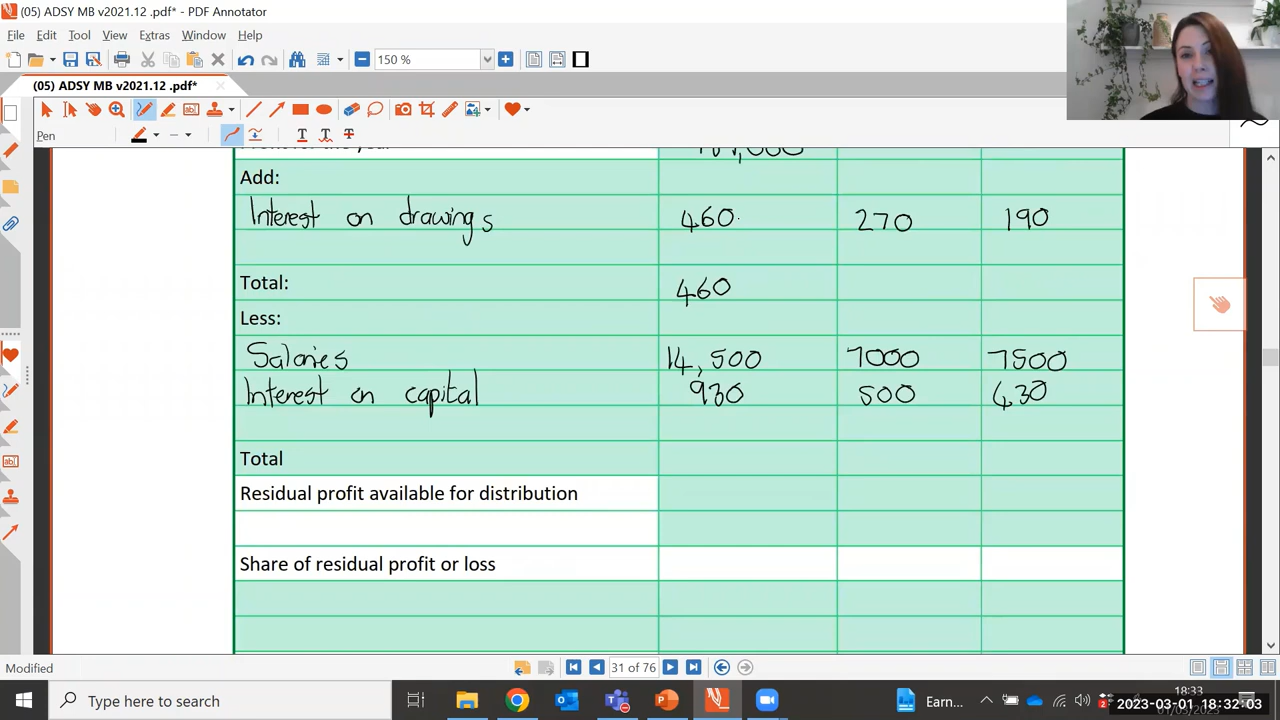 (05) ADSY MB v2021.12 .pdf* - PDF Annotator
File Edit Tool View Extras Window Help
150 %
(05) ADSY MB v2021.12 .pdf*
Pen
Add:
Interest on drawings 460 270 190
Total: 460
Less:
Salaries 14,500 7000 7500
Interest on capital 930 500 430
Total
Residual profit available for distribution
Share of residual profit or loss
Modified 31 of 76
Type here to search Earn... 18:33
2023-03-01 18:32:03